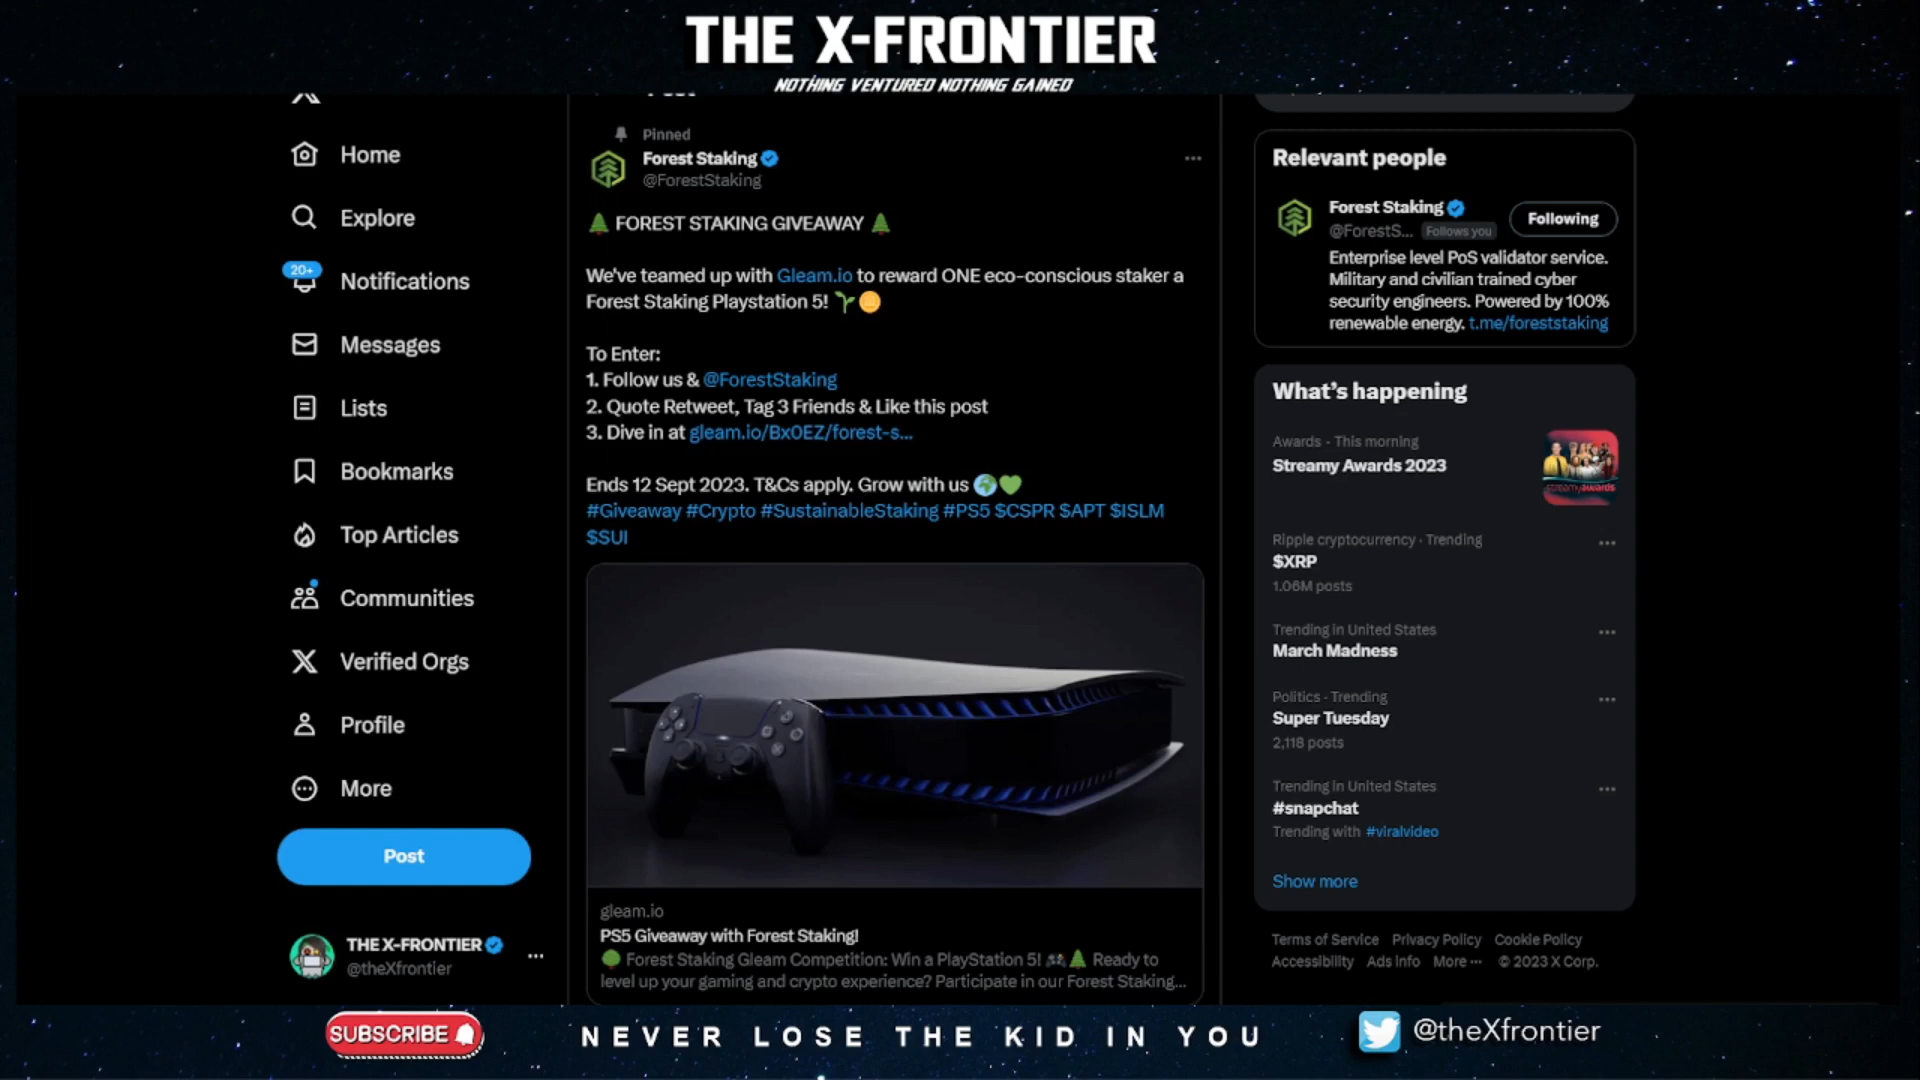 THE X-FRONTIER
NOTHING VENTURED NOTHING GAINED
Home
Explore
20+
Notifications
Messages
Lists
Bookmarks
Top Articles
Communities
Verified Orgs
Profile
More
Post
THE X-FRONTIER
@theXfrontier
Pinned
Forest Staking
@ForestStaking
🌲 FOREST STAKING GIVEAWAY 🌲
We've teamed up with Gleam.io to reward ONE eco-conscious staker a
Forest Staking Playstation 5! 🌱🪙
To Enter:
1. Follow us & @ForestStaking
2. Quote Retweet, Tag 3 Friends & Like this post
3. Dive in at gleam.io/Bx0EZ/forest-s...
Ends 12 Sept 2023. T&Cs apply. Grow with us 🌍💚
#Giveaway #Crypto #SustainableStaking #PS5 $CSPR $APT $ISLM
$SUI
gleam.io
PS5 Giveaway with Forest Staking!
🌳 Forest Staking Gleam Competition: Win a PlayStation 5! 🎮🌲 Ready to
level up your gaming and crypto experience? Participate in our Forest Staking...
Relevant people
Forest Staking
Following
@ForestS... Follows you
Enterprise level PoS validator service.
Military and civilian trained cyber
security engineers. Powered by 100%
renewable energy. t.me/foreststaking
What's happening
Awards · This morning
Streamy Awards 2023
streamyawards
Ripple cryptocurrency · Trending
$XRP
1.06M posts
Trending in United States
March Madness
Politics · Trending
Super Tuesday
2,118 posts
Trending in United States
#snapchat
Trending with #viralvideo
Show more
Terms of Service Privacy Policy Cookie Policy
Accessibility Ads info More ··· © 2023 X Corp.
SUBSCRIBE
NEVER LOSE THE KID IN YOU
@theXfrontier